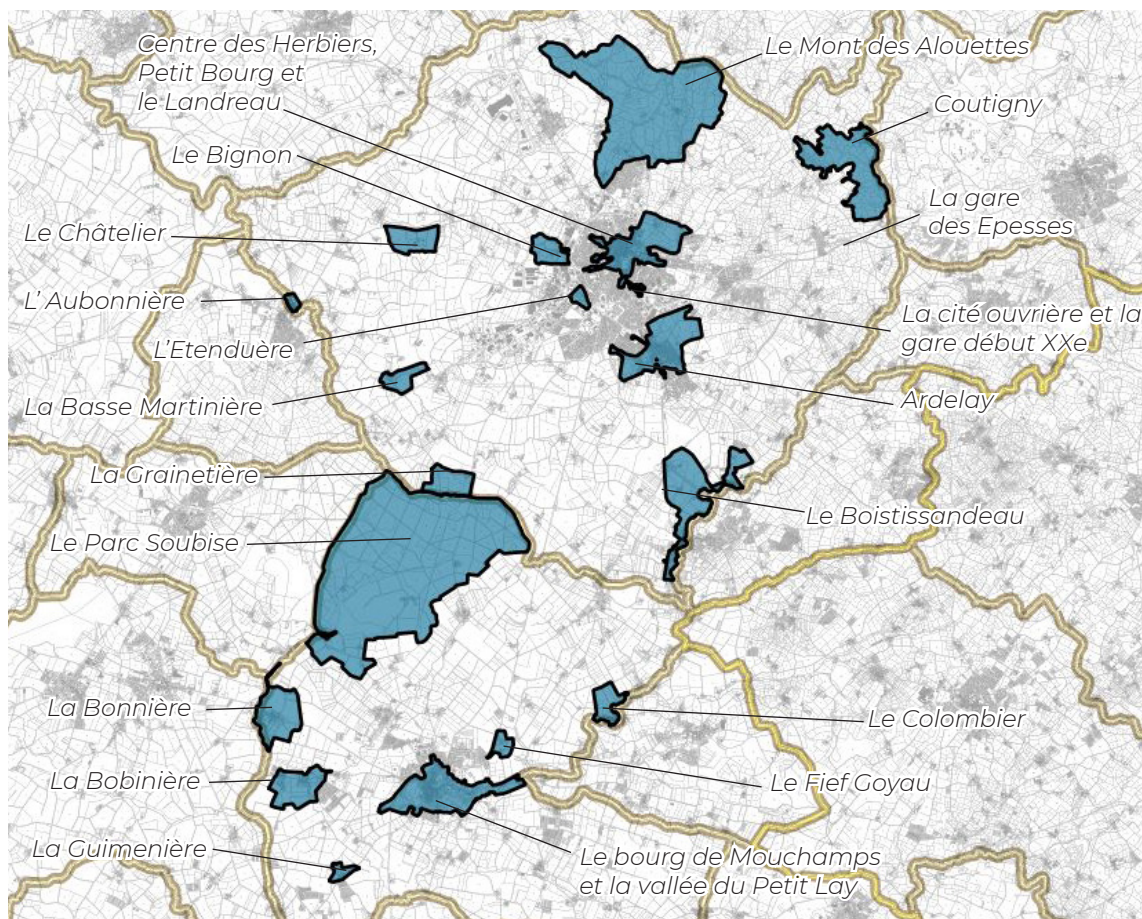 Centre des Herbiers,
Petit Bourg et
le Landreau
Le Mont des Alouettes
Coutigny
Le Bignon
La gare
des Epesses
Le Châtelier
L' Aubonnière
La cité ouvrière et la
gare début XXe
L'Etenduère
La Basse Martinière
Ardelay
La Grainetière
Le Boistissandeau
Le Parc Soubise
La Bonnière
Le Colombier
La Bobinière
Le Fief Goyau
La Guimenière
Le bourg de Mouchamps
et la vallée du Petit Lay